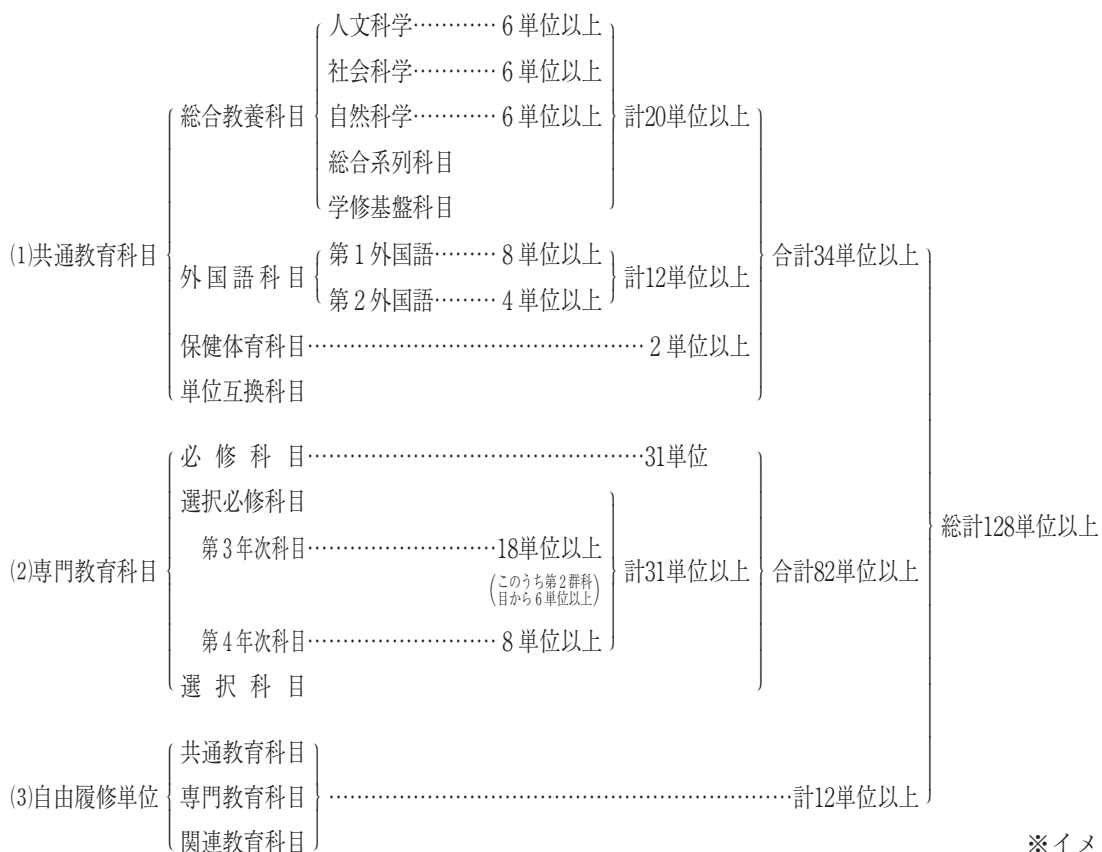 人文科学………… 6 単位以上
社会科学………… 6 単位以上
総合教養科目 自然科学………… 6 単位以上 計20単位以上
総合系列科目
学修基盤科目
⑴共通教育科目 合計34単位以上
外国語科目 第1外国語……… 8 単位以上 計12単位以上
第2外国語……… 4 単位以上
保健体育科目………………………………………… 2 単位以上
単位互換科目
必修科目…………………………………………31単位
選択必修科目
総計128単位以上
第3年次科目………………………18単位以上
⑵専門教育科目 計31単位以上 合計82単位以上
(このうち第2群科
目から6単位以上)
第4年次科目……………………… 8 単位以上
選択科目
共通教育科目
⑶自由履修単位 専門教育科目 …………………………………………………………計12単位以上
関連教育科目
※イメ